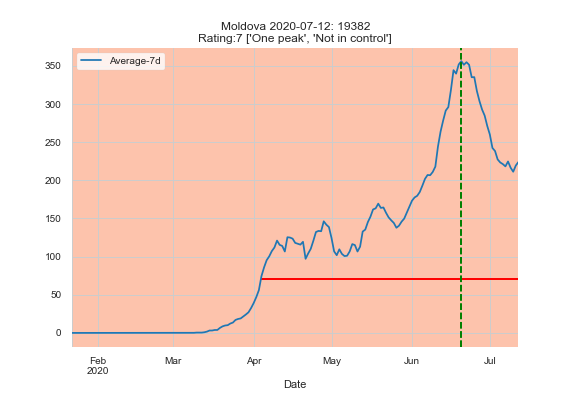 Moldova 2020-07-12: 19382
Rating:7 ['One peak', 'Not in control']
Average-7d
350
300
250
200
150
100
50
0
Feb
2020
Mar
Apr
May
Jun
Jul
Date